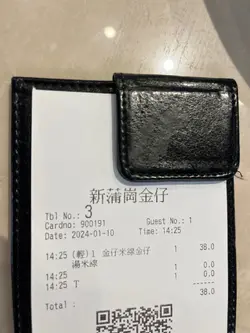 新蒲崗金仔
Tbl No.: 3
Guest No.: 1
Cardno: 900191
Date: 2024-01-10 Time: 14:25
14:25 (輕)1 金仔米線金仔 1 38.0
湯米線 1 0.0
14:25 1 0.0
14:25 T ------
38.0
Total :